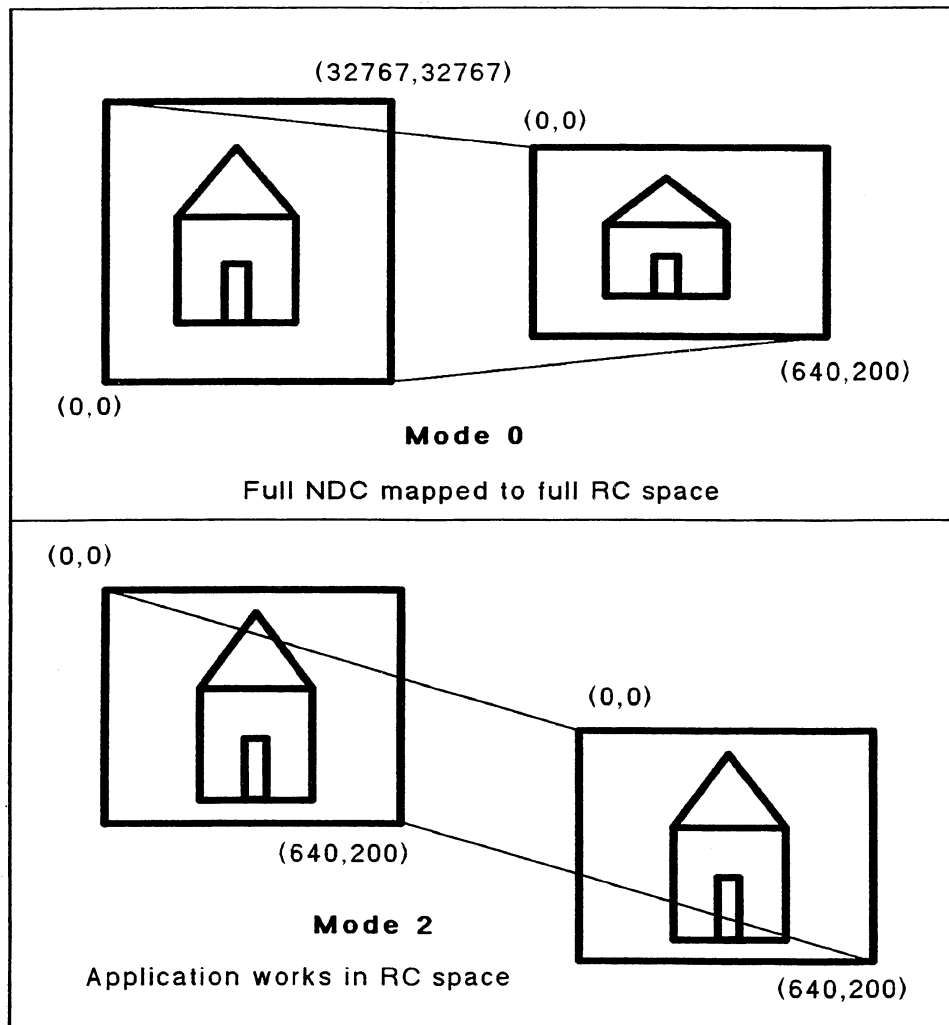 (32767,32767)
(0,0)
(640,200)
(0,0)
Mode 0
Full NDC mapped to full RC space
(0,0)
(0,0)
(640,200)
Mode 2
Application works in RC space
(640,200)